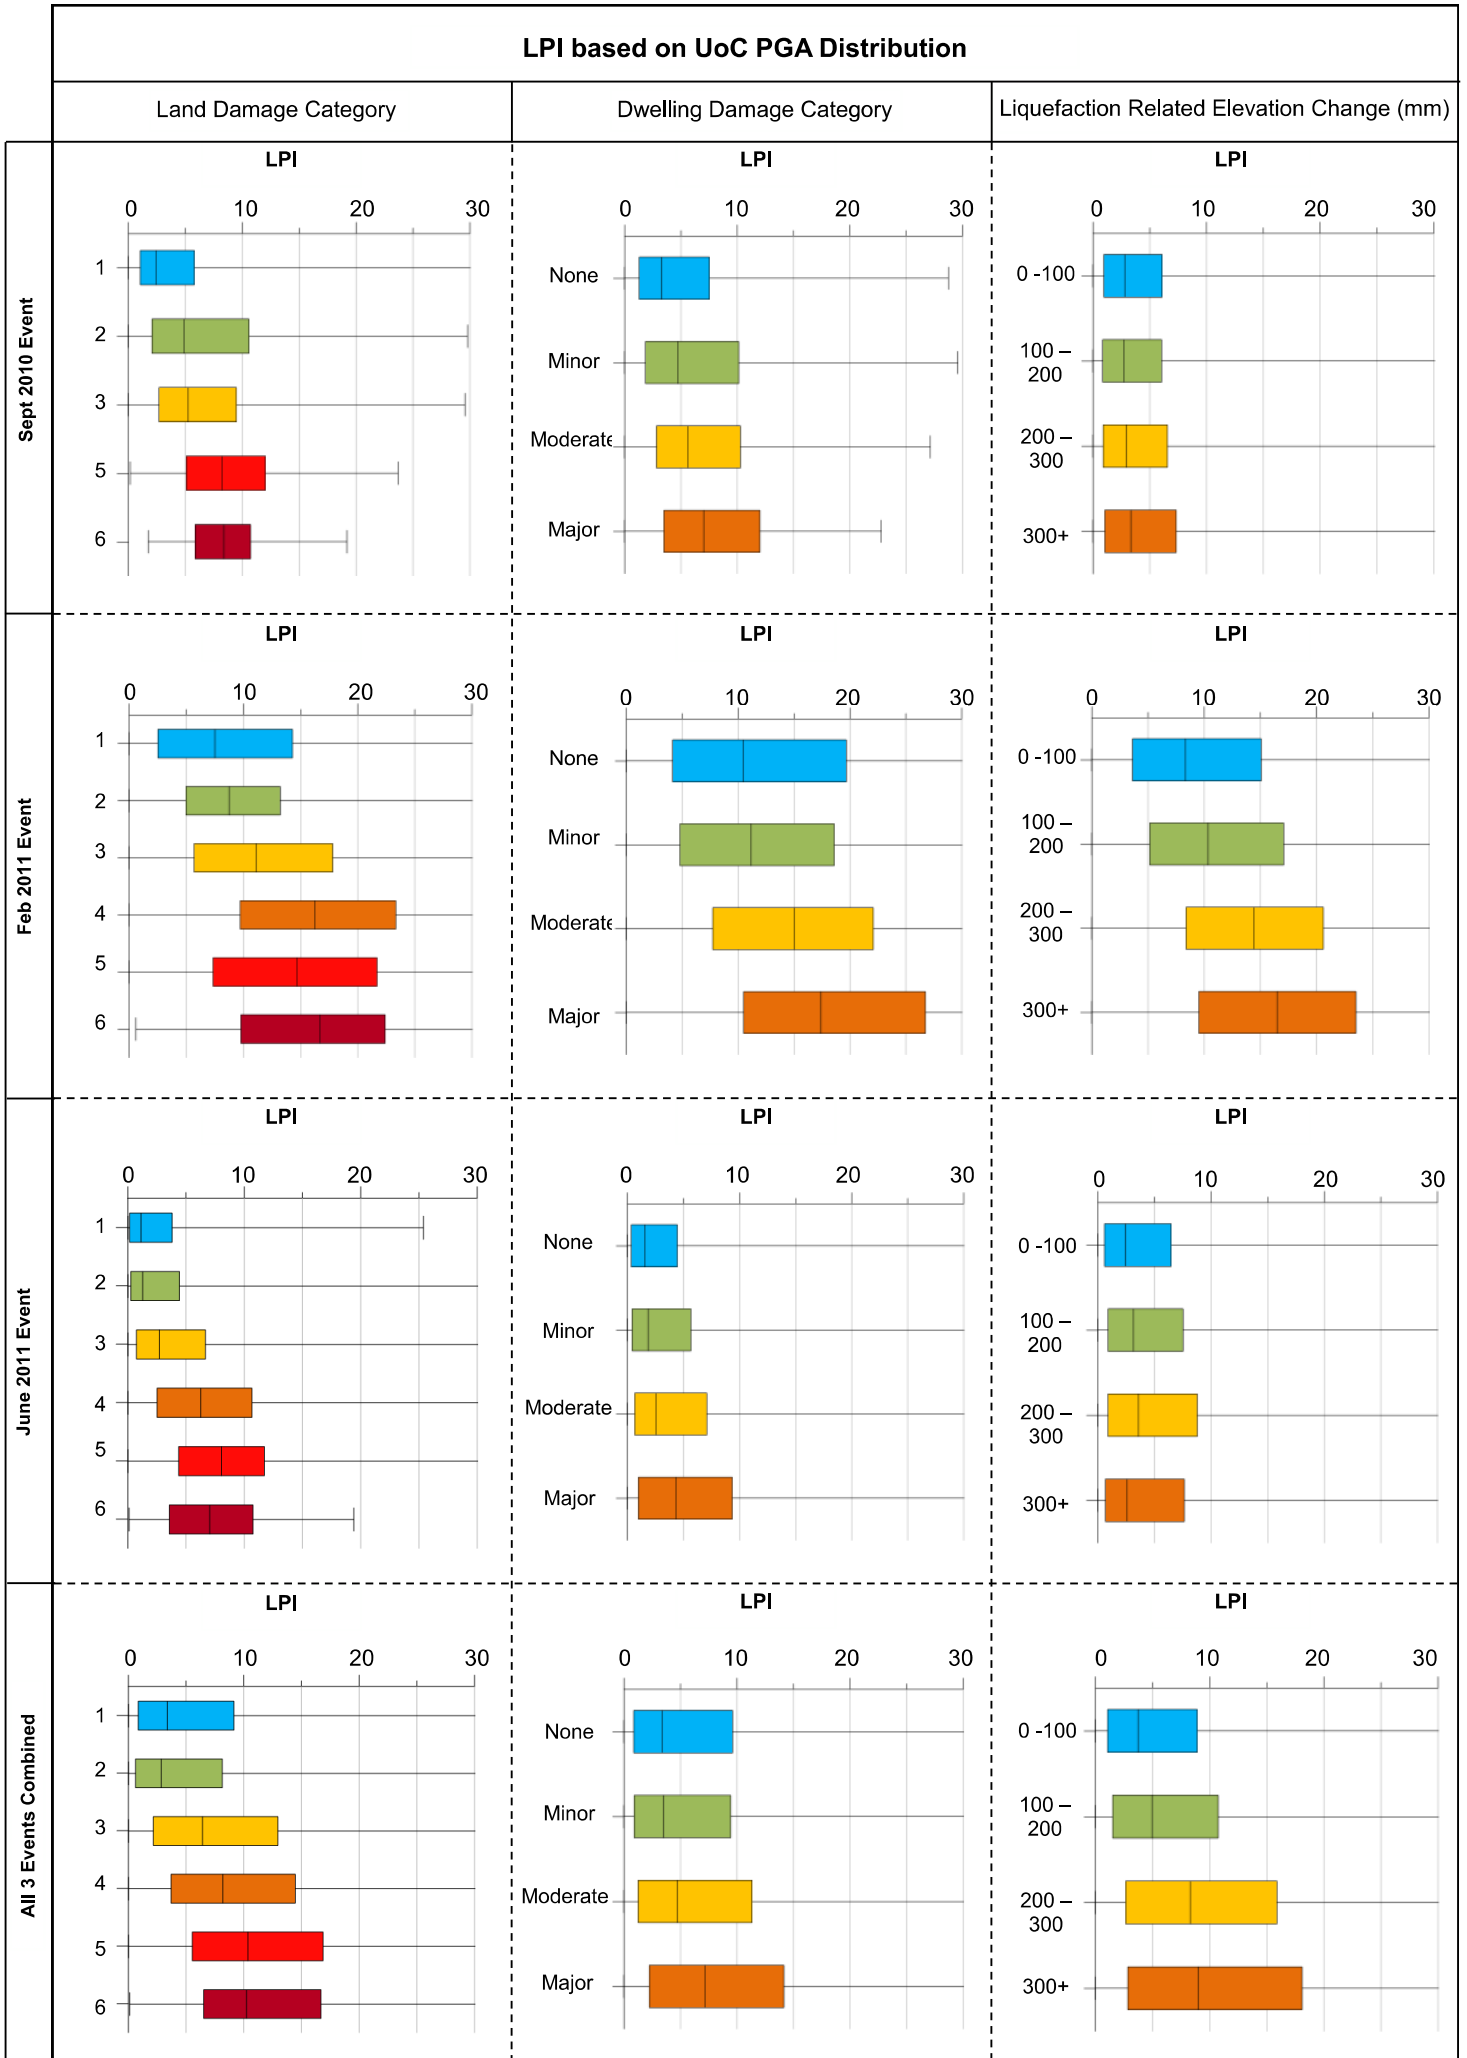 LPI based on UoC PGA Distribution
Land Damage Category
Dwelling Damage Category
Liquefaction Related Elevation Change (mm)
Sept 2010 Event
LPI
0 10 20 30
1
2
3
5
6
LPI
0 10 20 30
None
Minor
Moderate
Major
LPI
0 10 20 30
0 -100
100 –
200
200 –
300
300+
Feb 2011 Event
LPI
0 10 20 30
1
2
3
4
5
6
LPI
0 10 20 30
None
Minor
Moderate
Major
LPI
0 10 20 30
0 -100
100 –
200
200 –
300
300+
June 2011 Event
LPI
0 10 20 30
1
2
3
4
5
6
LPI
0 10 20 30
None
Minor
Moderate
Major
LPI
0 10 20 30
0 -100
100 –
200
200 –
300
300+
All 3 Events Combined
LPI
0 10 20 30
1
2
3
4
5
6
LPI
0 10 20 30
None
Minor
Moderate
Major
LPI
0 10 20 30
0 -100
100 –
200
200 –
300
300+